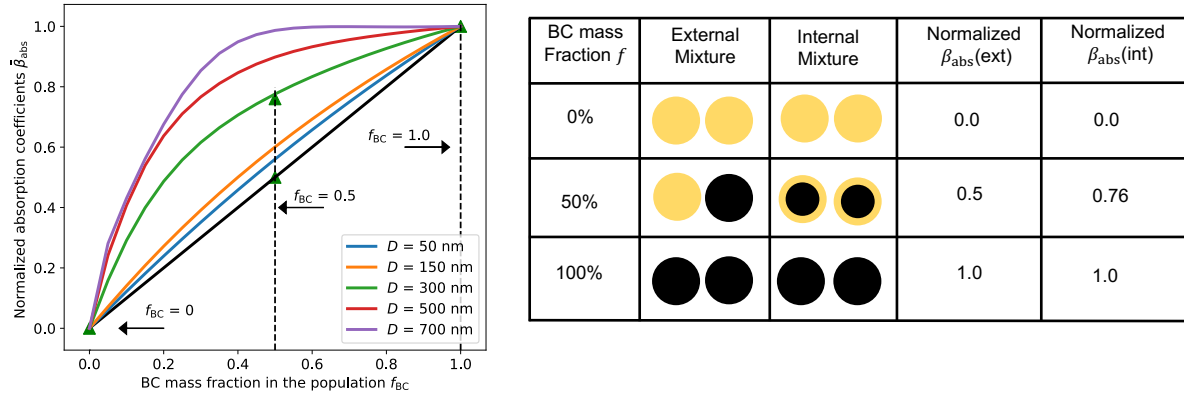 Normalized absorption coefficients β̄abs
1.0
0.8
0.6
0.4
0.2
0.0
fBC = 1.0
fBC = 0.5
fBC = 0
D = 50 nm
D = 150 nm
D = 300 nm
D = 500 nm
D = 700 nm
0.0 0.2 0.4 0.6 0.8 1.0
BC mass fraction in the population fBC
BC mass External Internal Normalized Normalized
Fraction f Mixture Mixture βabs(ext) βabs(int)
0% 0.0 0.0
50% 0.5 0.76
100% 1.0 1.0